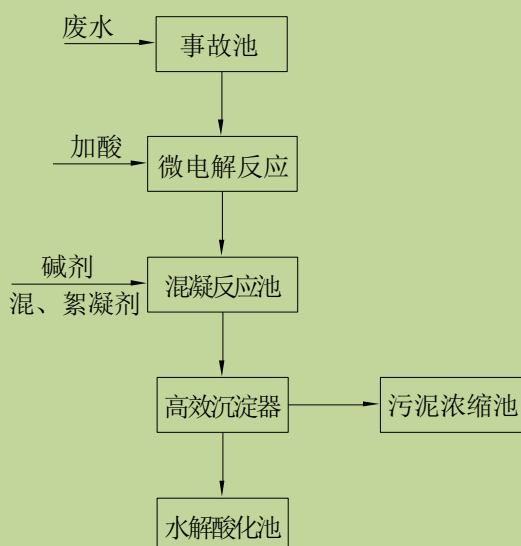 废水
事故池
加酸
微电解反应
碱剂
混、絮凝剂
混凝反应池
高效沉淀器
污泥浓缩池
水解酸化池